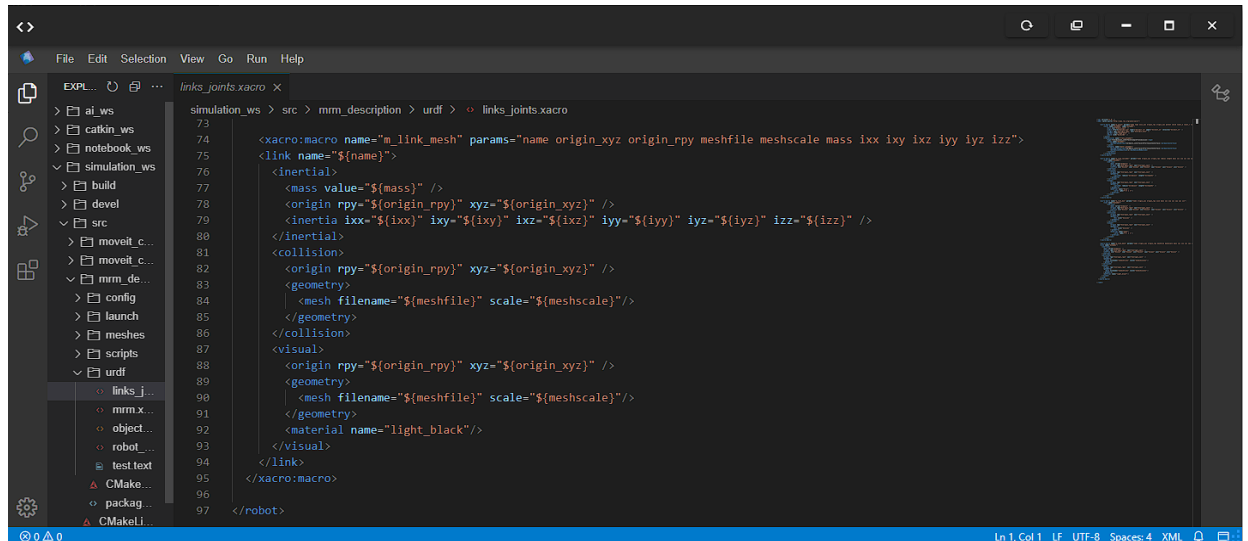 File Edit Selection View Go Run Help
EXPL...
links_joints.xacro
simulation_ws > src > mrm_description > urdf > links_joints.xacro
> ai_ws
> catkin_ws
> notebook_ws
simulation_ws
> build
> devel
src
> moveit_c...
> moveit_c...
mrm_de...
> config
> launch
> meshes
> scripts
urdf
links_j...
mrm.x...
object...
robot_...
test.text
CMake...
packag...
CMakeLi...
73
74 <xacro:macro name="m_link_mesh" params="name origin_xyz origin_rpy meshfile meshscale mass ixx ixy ixz iyy iyz izz">
75 <link name="${name}">
76 <inertial>
77 <mass value="${mass}" />
78 <origin rpy="${origin_rpy}" xyz="${origin_xyz}" />
79 <inertia ixx="${ixx}" ixy="${ixy}" ixz="${ixz}" iyy="${iyy}" iyz="${iyz}" izz="${izz}" />
80 </inertial>
81 <collision>
82 <origin rpy="${origin_rpy}" xyz="${origin_xyz}" />
83 <geometry>
84 <mesh filename="${meshfile}" scale="${meshscale}"/>
85 </geometry>
86 </collision>
87 <visual>
88 <origin rpy="${origin_rpy}" xyz="${origin_xyz}" />
89 <geometry>
90 <mesh filename="${meshfile}" scale="${meshscale}"/>
91 </geometry>
92 <material name="light_black"/>
93 </visual>
94 </link>
95 </xacro:macro>
96
97 </robot>
0 0 Ln 1, Col 1 LF UTF-8 Spaces: 4 XML